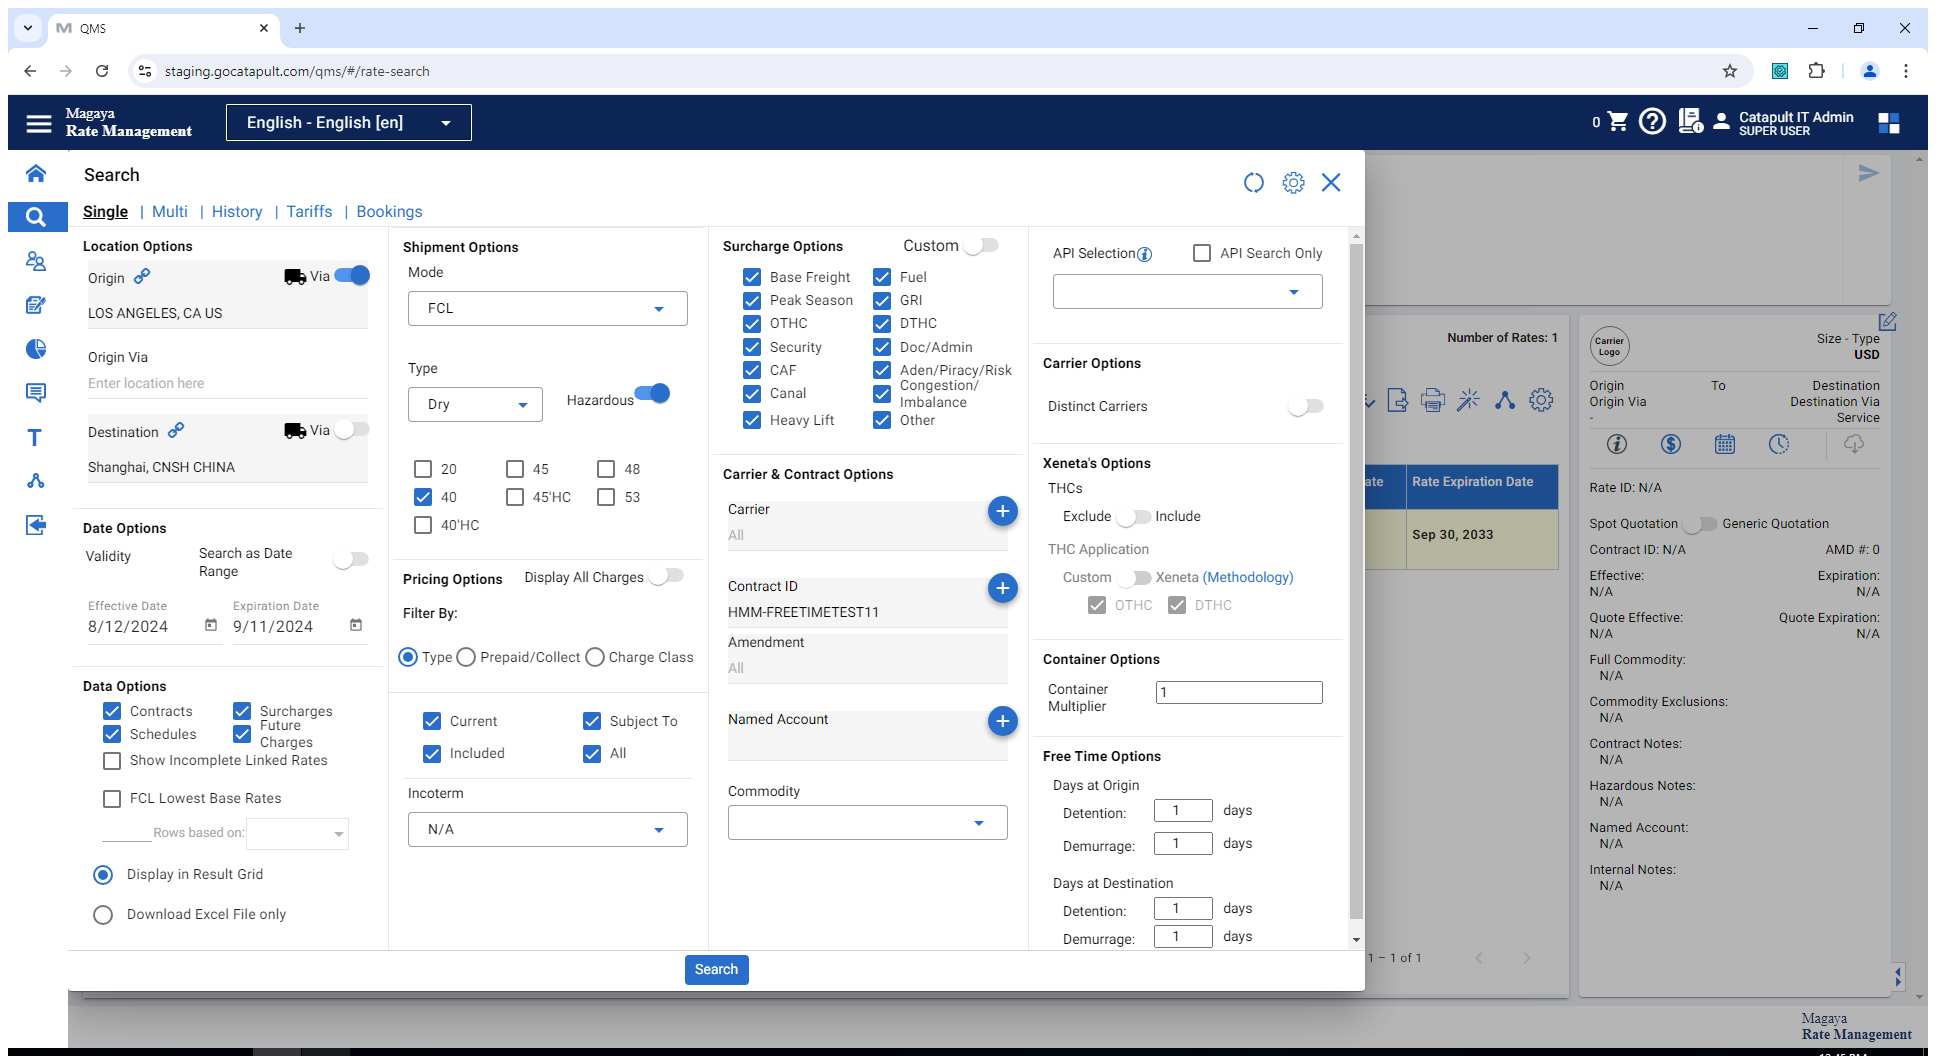 QMS
staging.gocatapult.com/qms/#/rate-search
Magaya
Rate Management
English - English [en]
0
Catapult IT Admin
SUPER USER
Search
Single | Multi | History | Tariffs | Bookings
Location Options
Origin
Via
LOS ANGELES, CA US
Origin Via
Enter location here
Destination
Via
Shanghai, CNSH CHINA
Date Options
Validity
Search as Date
Range
Effective Date
Expiration Date
8/12/2024
9/11/2024
Data Options
Contracts
Surcharges
Schedules
Future
Charges
Show Incomplete Linked Rates
FCL Lowest Base Rates
Rows based on:
Display in Result Grid
Download Excel File only
Shipment Options
Mode
FCL
Type
Dry
Hazardous
20
45
48
40
45'HC
53
40'HC
Pricing Options
Display All Charges
Filter By:
Type
Prepaid/Collect
Charge Class
Current
Subject To
Included
All
Incoterm
N/A
Surcharge Options
Custom
Base Freight
Fuel
Peak Season
GRI
OTHC
DTHC
Security
Doc/Admin
CAF
Aden/Piracy/Risk
Canal
Congestion/
Imbalance
Heavy Lift
Other
Carrier & Contract Options
Carrier
All
Contract ID
HMM-FREETIMETEST11
Amendment
All
Named Account
Commodity
API Selection
API Search Only
Carrier Options
Distinct Carriers
Xeneta's Options
THCs
Exclude
Include
THC Application
Custom
Xeneta (Methodology)
OTHC
DTHC
Container Options
Container
Multiplier
1
Free Time Options
Days at Origin
Detention: 1 days
Demurrage: 1 days
Days at Destination
Detention: 1 days
Demurrage: 1 days
Search
Number of Rates: 1
ate
Rate Expiration Date
Sep 30, 2033
1 – 1 of 1
Carrier
Logo
Size - Type
USD
Origin
To
Destination
Origin Via
Destination Via
-
Service
Rate ID: N/A
Spot Quotation
Generic Quotation
Contract ID: N/A
AMD #: 0
Effective:
Expiration:
N/A
N/A
Quote Effective:
Quote Expiration:
N/A
N/A
Full Commodity:
N/A
Commodity Exclusions:
N/A
Contract Notes:
N/A
Hazardous Notes:
N/A
Named Account:
N/A
Internal Notes:
N/A
Magaya
Rate Management